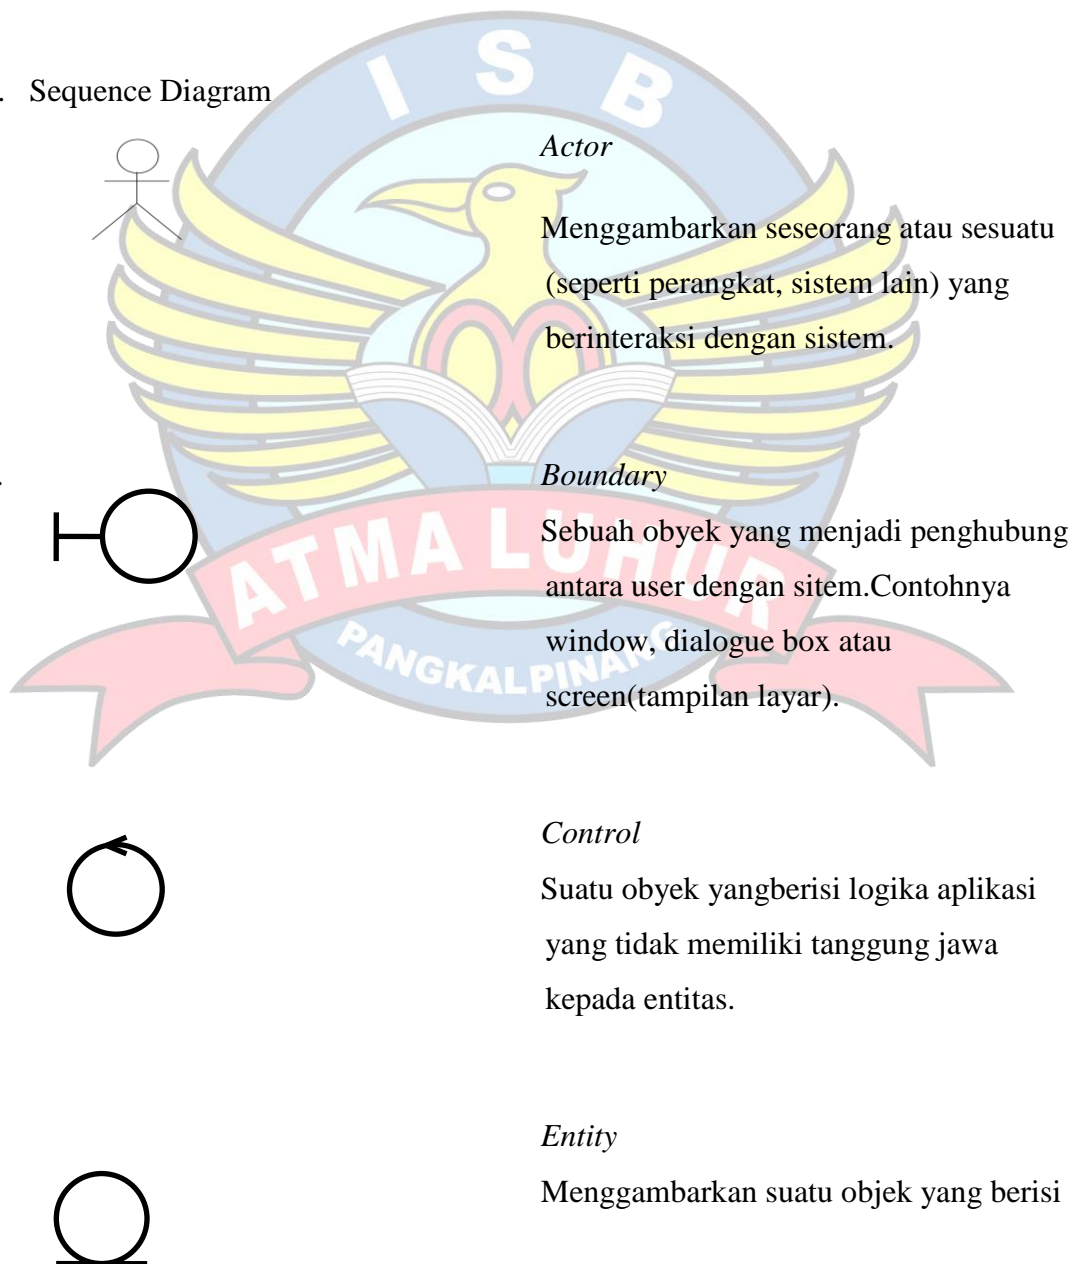 I S B
. Sequence Diagram
Actor
Menggambarkan seseorang atau sesuatu
(seperti perangkat, sistem lain) yang
berinteraksi dengan sistem.
.
Boundary
Sebuah obyek yang menjadi penghubung
antara user dengan sitem.Contohnya
window, dialogue box atau
screen(tampilan layar).
ATMA LUHUR
PANGKALPINANG
Control
Suatu obyek yangberisi logika aplikasi
yang tidak memiliki tanggung jawa
kepada entitas.
Entity
Menggambarkan suatu objek yang berisi